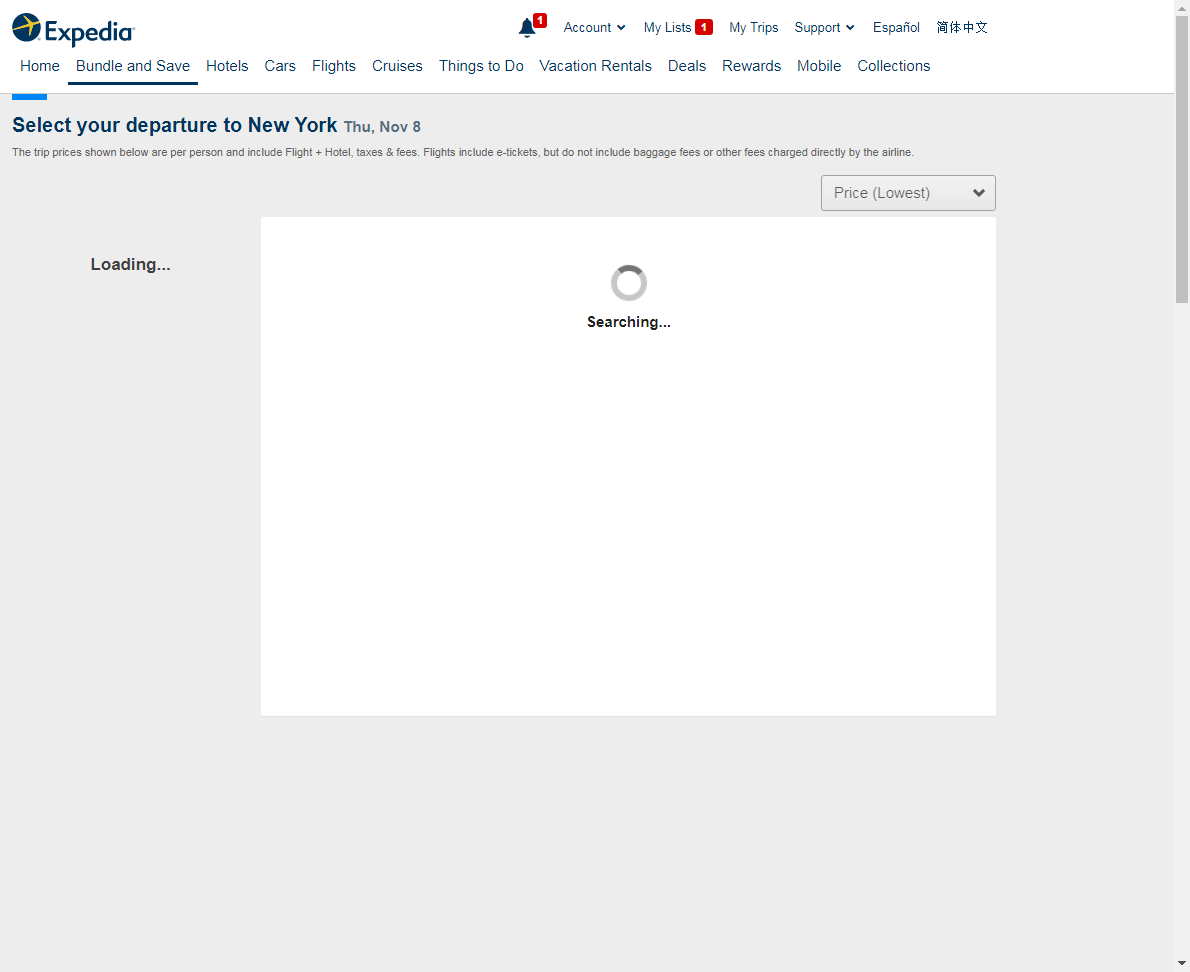 Expedia
1
Account
My Lists 1
My Trips
Support
Español
简体中文
Home
Bundle and Save
Hotels
Cars
Flights
Cruises
Things to Do
Vacation Rentals
Deals
Rewards
Mobile
Collections
Select your departure to New York Thu, Nov 8
The trip prices shown below are per person and include Flight + Hotel, taxes & fees. Flights include e-tickets, but do not include baggage fees or other fees charged directly by the airline.
Price (Lowest)
Loading...
Searching...